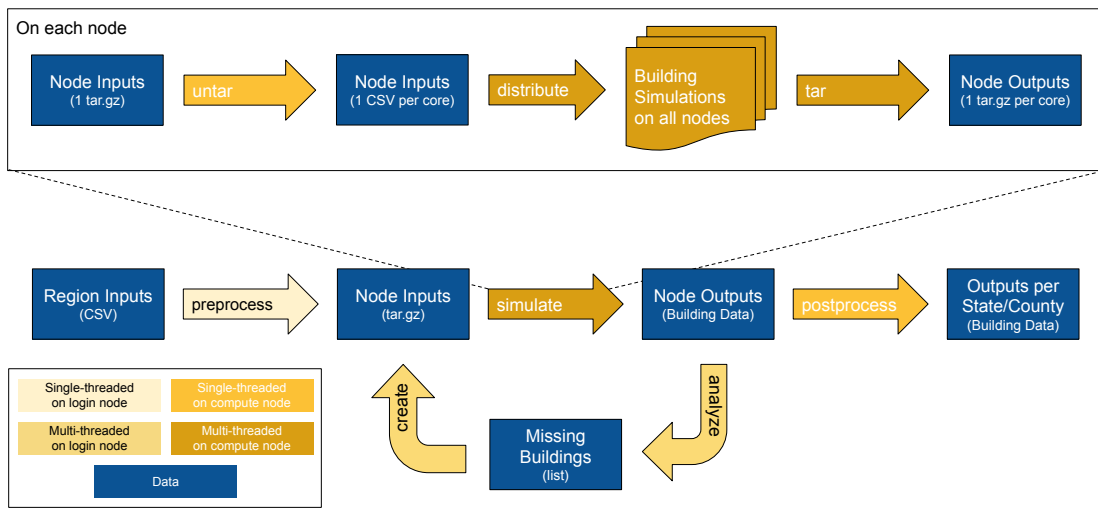 On each node
Node Inputs
(1 tar.gz)
untar
Node Inputs
(1 CSV per core)
distribute
Building
Simulations
on all nodes
tar
Node Outputs
(1 tar.gz per core)
Region Inputs
(CSV)
preprocess
Node Inputs
(tar.gz)
simulate
Node Outputs
(Building Data)
postprocess
Outputs per
State/County
(Building Data)
Single-threaded
on login node
Single-threaded
on compute node
Multi-threaded
on login node
Multi-threaded
on compute node
Data
create
Missing
Buildings
(list)
analyze